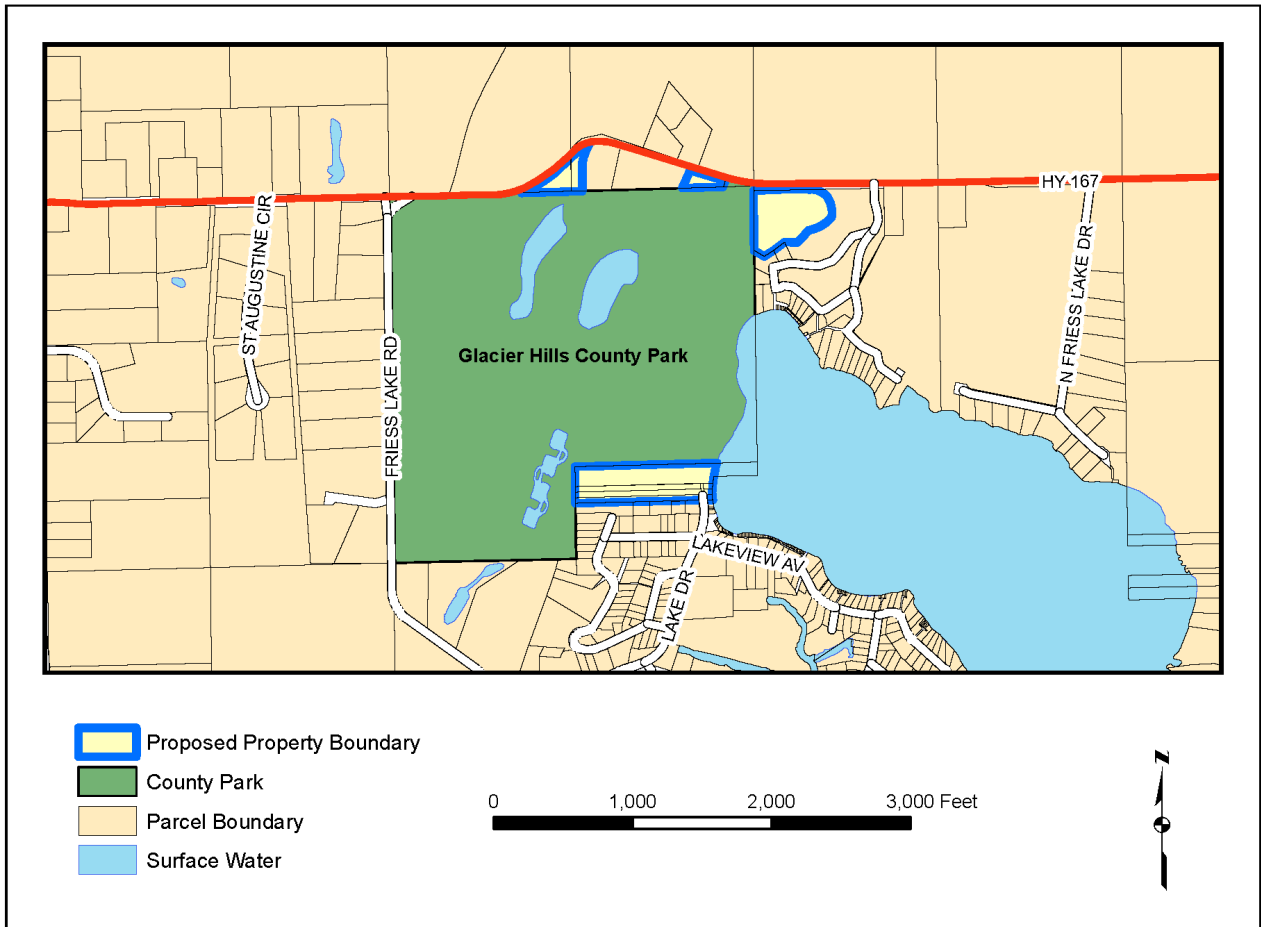 HY 167
ST AUGUSTINE CIR
N FRIESS LAKE DR
Glacier Hills County Park
FRIESS LAKE RD
LAKEVIEW AV
LAKE DR
Proposed Property Boundary
County Park
Parcel Boundary
Surface Water
0 1,000 2,000 3,000 Feet
N